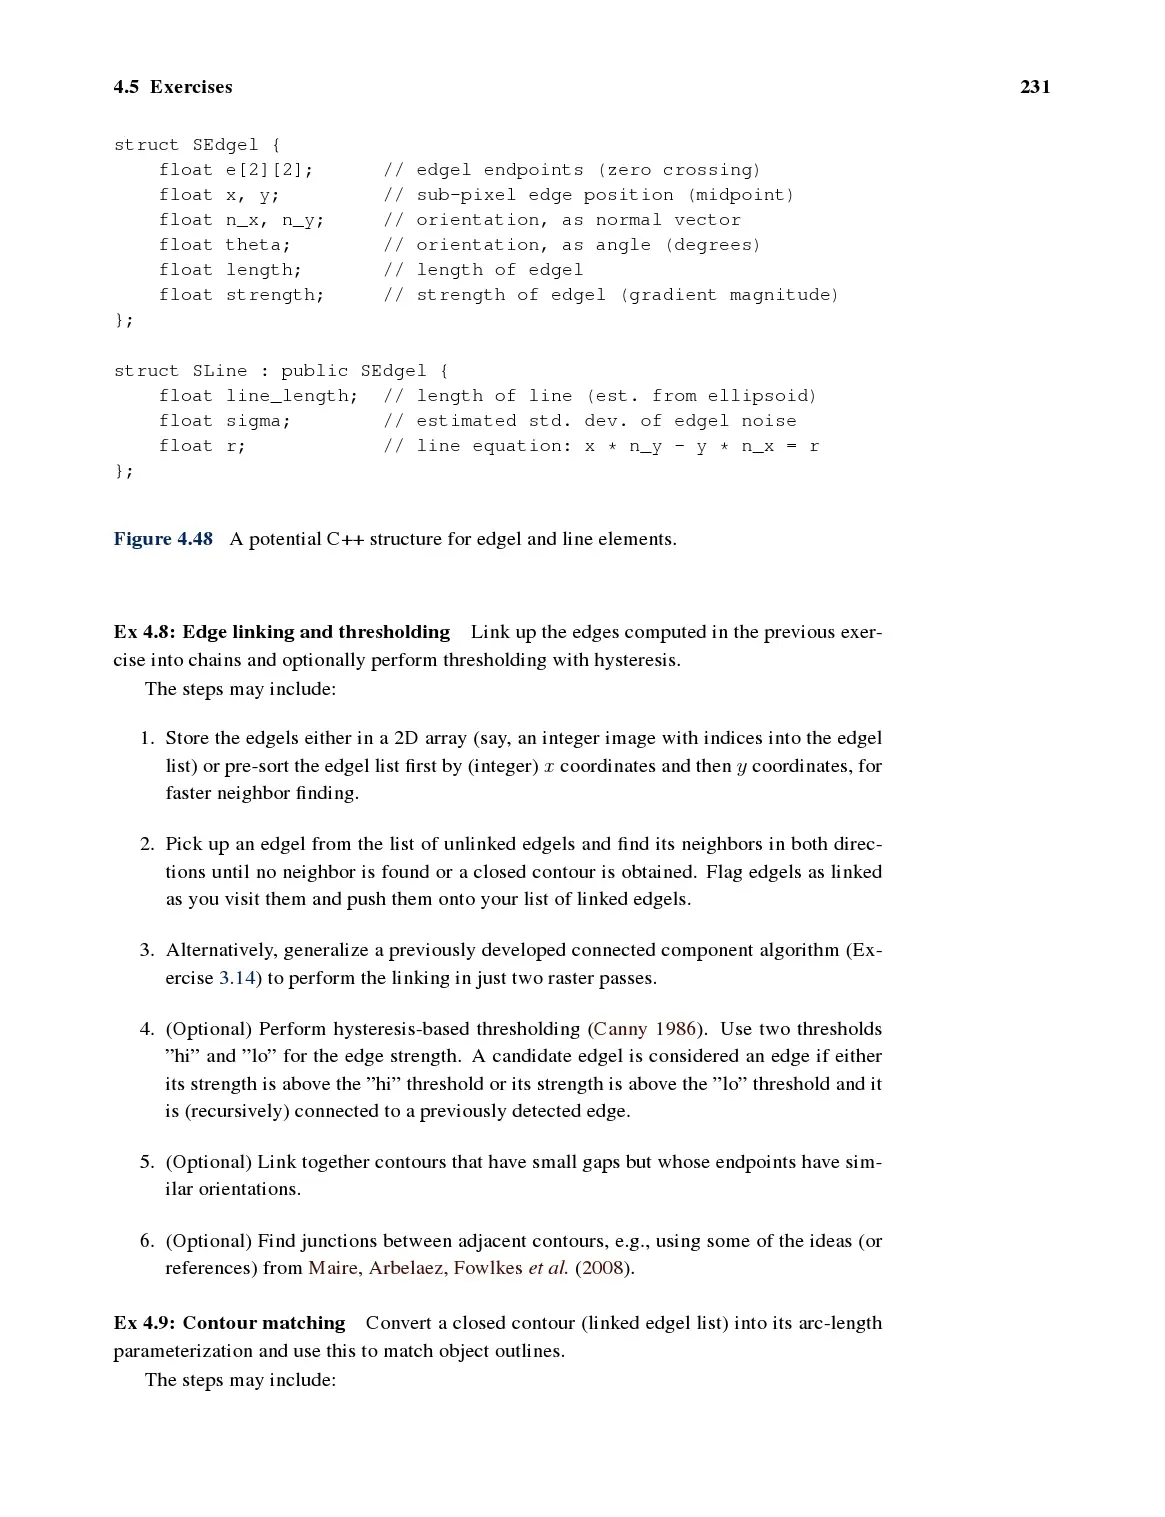 4.5 Exercises 231
struct SEdgel {
    float e[2][2];      // edgel endpoints (zero crossing)
    float x, y;         // sub-pixel edge position (midpoint)
    float n_x, n_y;     // orientation, as normal vector
    float theta;        // orientation, as angle (degrees)
    float length;       // length of edgel
    float strength;     // strength of edgel (gradient magnitude)
};
struct SLine : public SEdgel {
    float line_length;  // length of line (est. from ellipsoid)
    float sigma;        // estimated std. dev. of edgel noise
    float r;            // line equation: x * n_y - y * n_x = r
};
Figure 4.48 A potential C++ structure for edgel and line elements.
Ex 4.8: Edge linking and thresholding Link up the edges computed in the previous exer-
cise into chains and optionally perform thresholding with hysteresis.
The steps may include:
1. Store the edgels either in a 2D array (say, an integer image with indices into the edgel
list) or pre-sort the edgel list first by (integer) x coordinates and then y coordinates, for
faster neighbor finding.
2. Pick up an edgel from the list of unlinked edgels and find its neighbors in both direc-
tions until no neighbor is found or a closed contour is obtained. Flag edgels as linked
as you visit them and push them onto your list of linked edgels.
3. Alternatively, generalize a previously developed connected component algorithm (Ex-
ercise 3.14) to perform the linking in just two raster passes.
4. (Optional) Perform hysteresis-based thresholding (Canny 1986). Use two thresholds
”hi” and ”lo” for the edge strength. A candidate edgel is considered an edge if either
its strength is above the ”hi” threshold or its strength is above the ”lo” threshold and it
is (recursively) connected to a previously detected edge.
5. (Optional) Link together contours that have small gaps but whose endpoints have sim-
ilar orientations.
6. (Optional) Find junctions between adjacent contours, e.g., using some of the ideas (or
references) from Maire, Arbelaez, Fowlkes et al. (2008).
Ex 4.9: Contour matching Convert a closed contour (linked edgel list) into its arc-length
parameterization and use this to match object outlines.
The steps may include: